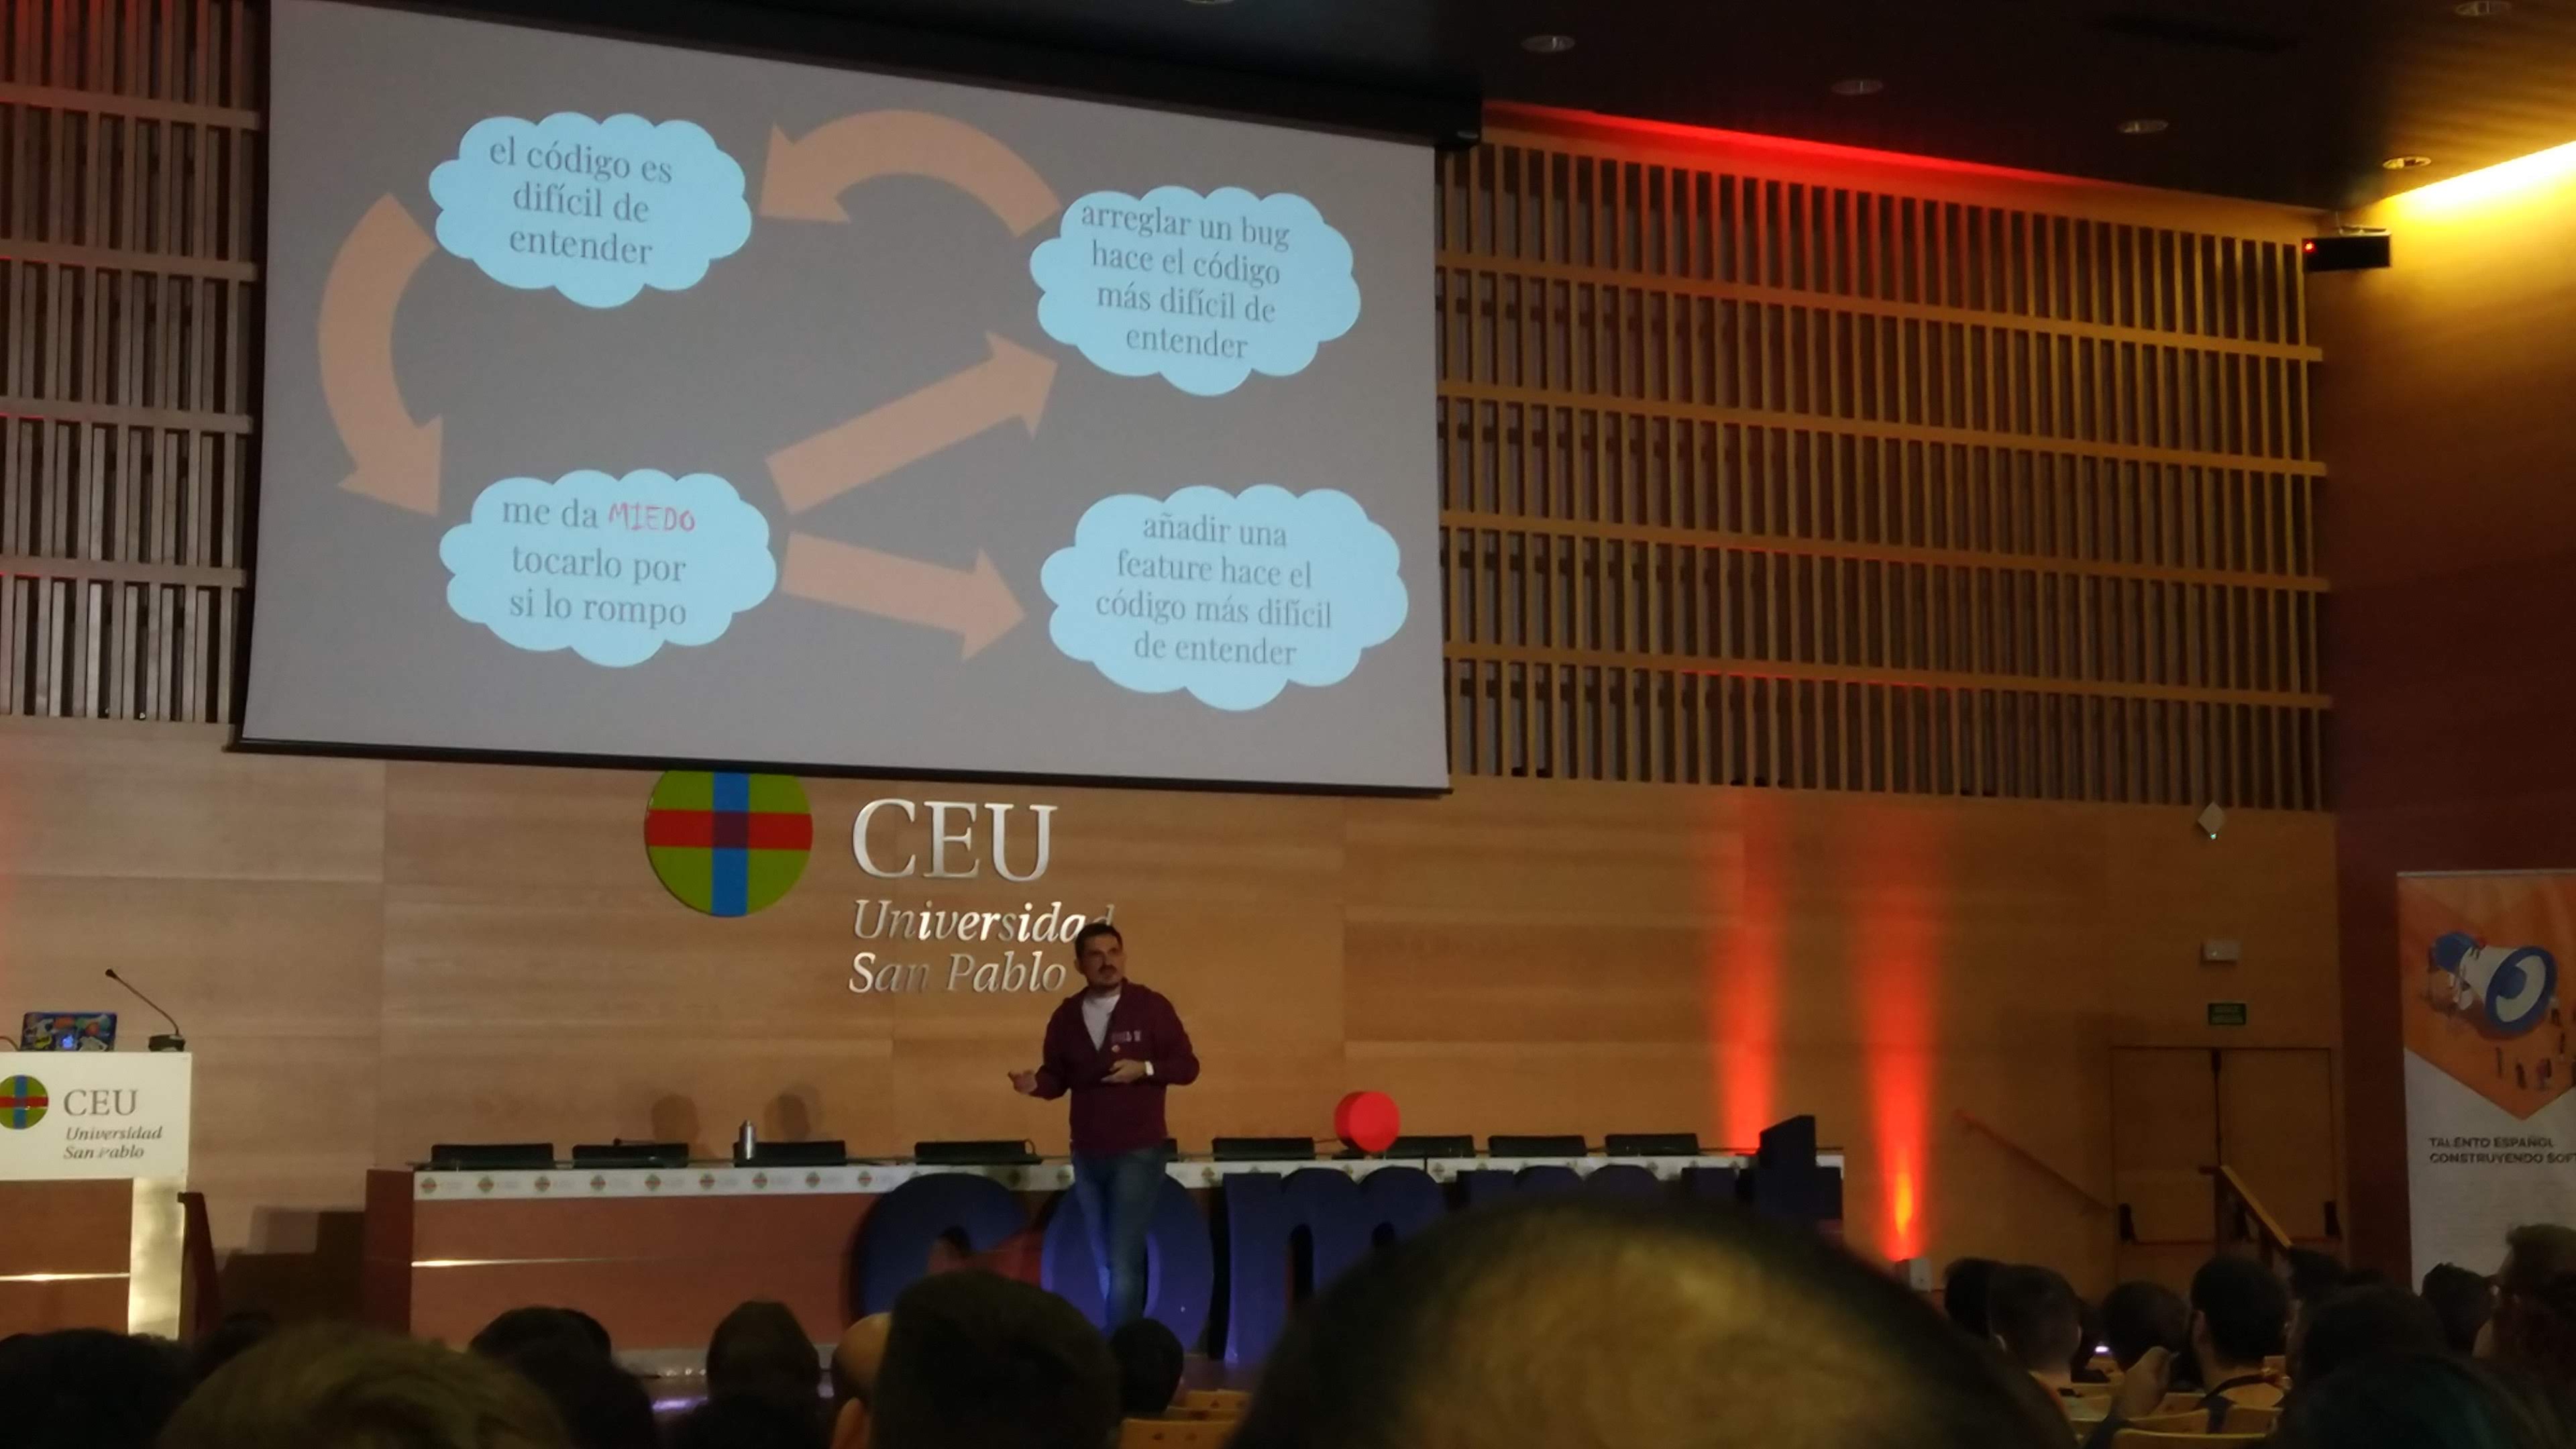 el código es
difícil de
entender
arreglar un bug
hace el código
más difícil de
entender
me da MIEDO
tocarlo por
si lo rompo
añadir una
feature hace el
código más difícil
de entender
CEU
Universidad
San Pablo
CEU
Universidad
San Pablo
TALENTO ESPAÑOL
CONSTRUYENDO